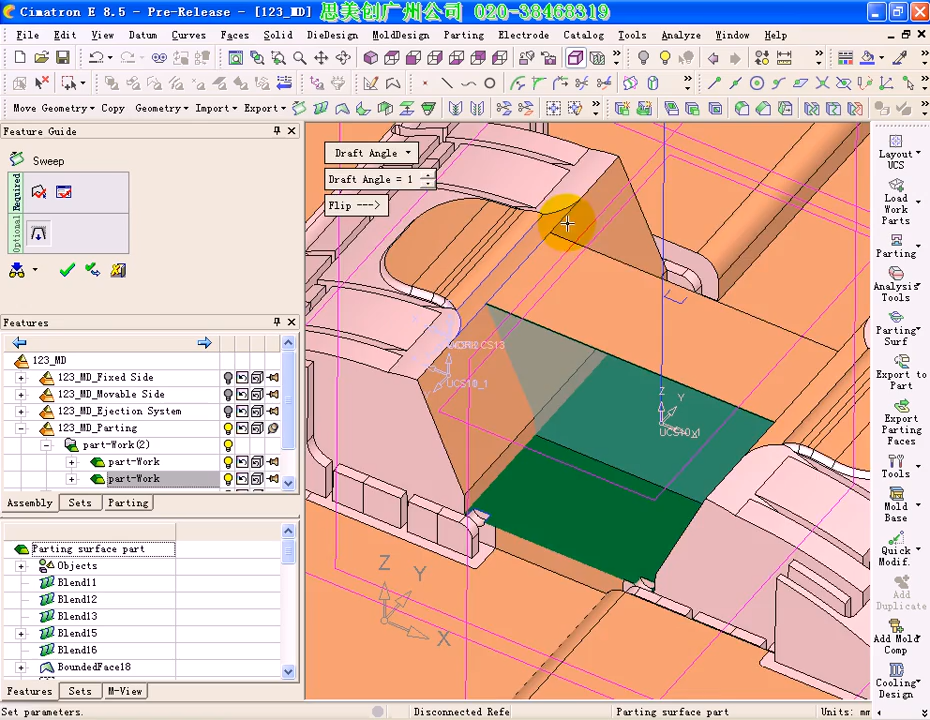 Cimatron E 8.5 - Pre-Release - [123_MD] 思美创广州公司 020-38468319
File Edit View Datum Curves Faces Solid DieDesign MoldDesign Parting Electrode Catalog Tools Analyze Window Help
Move Geometry Copy Geometry Import Export
Feature Guide
Sweep
Required
Optional
Features
123_MD
123_MD_Fixed Side
123_MD_Movable Side
123_MD_Ejection System
123_MD_Parting
part-Work(2)
part-Work
part-Work
Assembly Sets Parting
Parting surface part
Objects
Blend11
Blend12
Blend13
Blend15
Blend16
BoundedFace18
Features Sets M-View
Draft Angle
Draft Angle = 1
Flip --->
UCS10_1
Z
Y
Z
Y
X
Layout UCS
Load Work Parts
Parting
Analysis Tools
Parting Surf
Export to Part
Export Parting Faces
Tools
Mold Base
Quick Modif.
Add Duplicate
Add Mold Comp
Cooling Design
Set parameters.
Disconnected Refe
Parting surface part
Units: mm